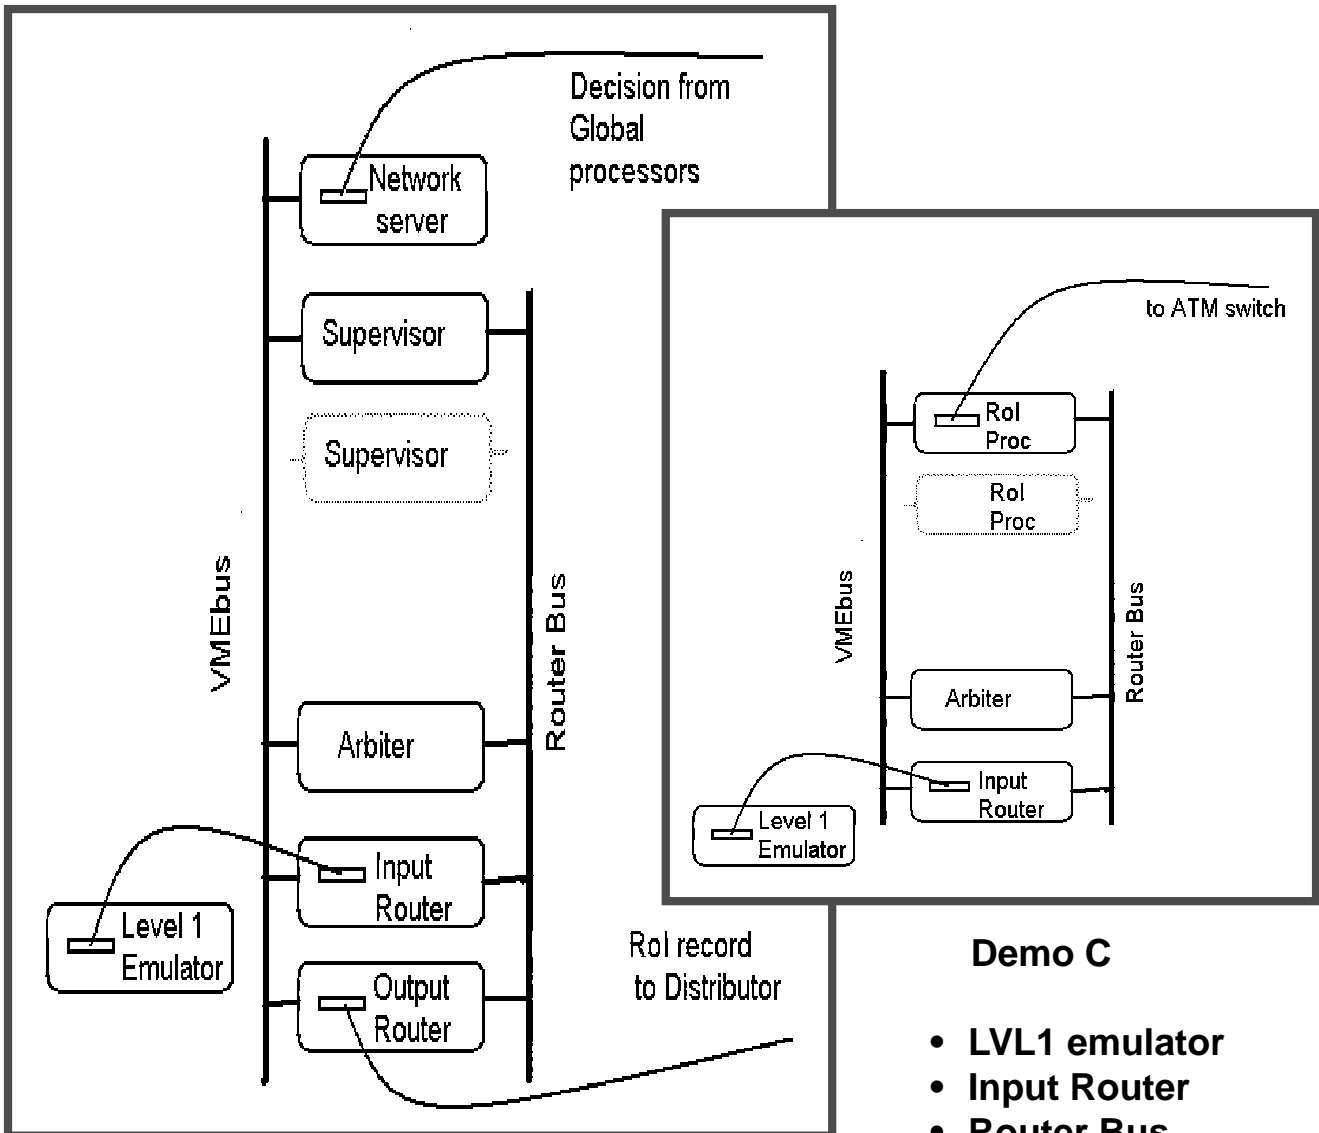 Decision from
Global
processors
Network
server
Supervisor
Supervisor
VMEbus
Router Bus
Arbiter
Input
Router
Level 1
Emulator
Output
Router
RoI record
to Distributor
to ATM switch
RoI
Proc
RoI
Proc
VMEbus
Router Bus
Arbiter
Input
Router
Level 1
Emulator
Demo C
• LVL1 emulator
• Input Router
• Router Bus